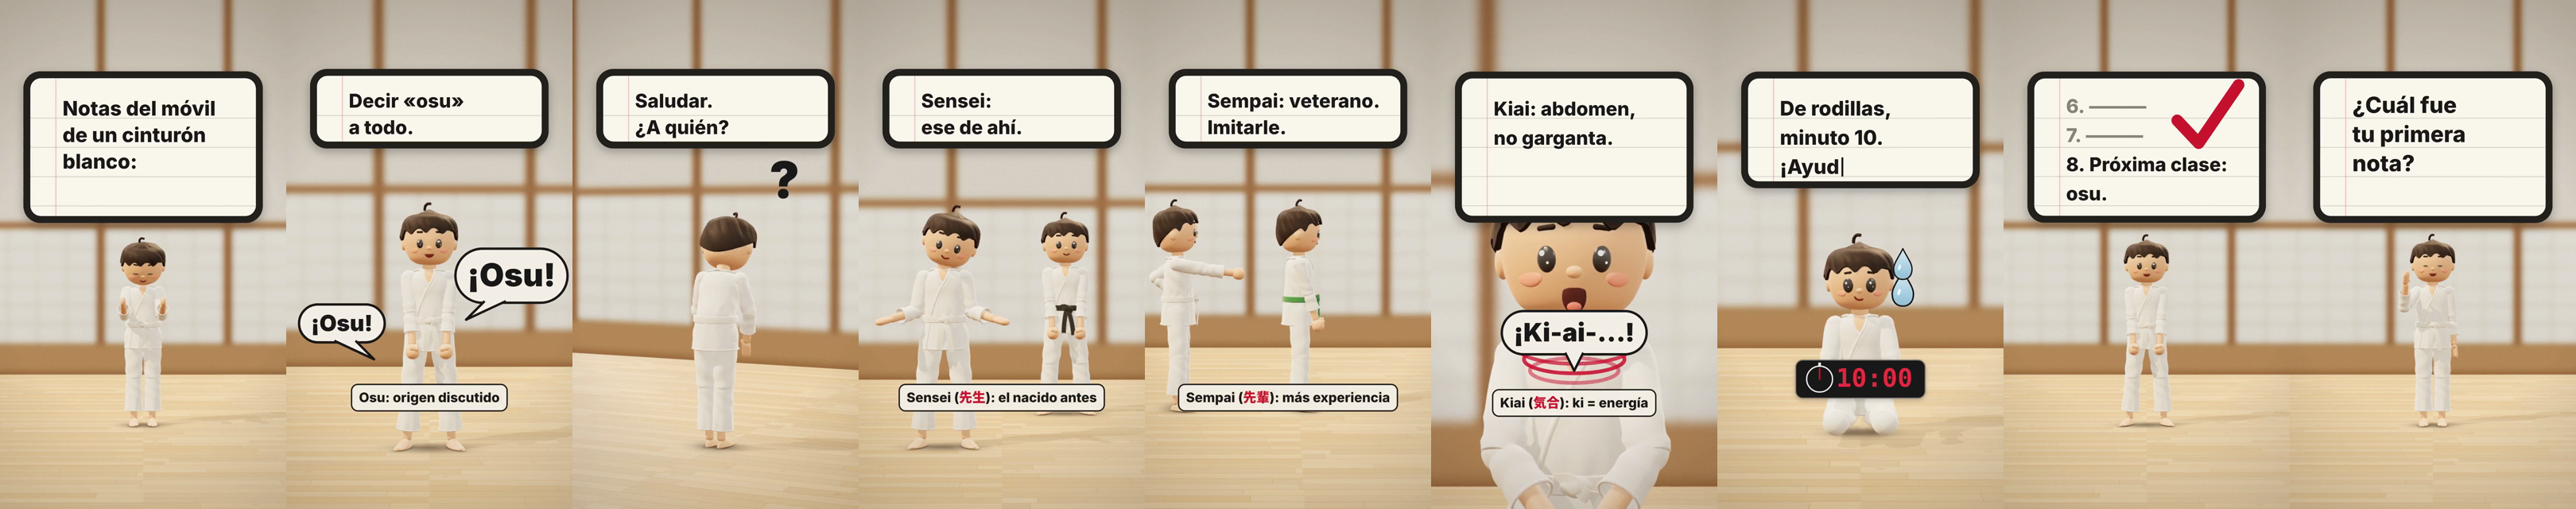 Notas del móvil
de un cinturón
blanco:
Decir «osu»
a todo.
¡Osu!
¡Osu!
Osu: origen discutido
Saludar.
¿A quién?
?
Sensei:
ese de ahí.
Sensei (先生): el nacido antes
Sempai: veterano.
Imitarle.
Sempai (先輩): más experiencia
Kiai: abdomen,
no garganta.
¡Ki-ai-...!
Kiai (気合): ki = energía
De rodillas,
minuto 10.
¡Ayud
10:00
6.
7.
8. Próxima clase:
osu.
¿Cuál fue
tu primera
nota?